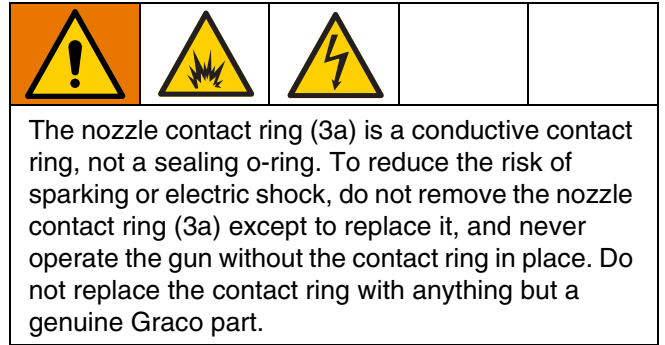 The nozzle contact ring (3a) is a conductive contact
ring, not a sealing o-ring. To reduce the risk of
sparking or electric shock, do not remove the nozzle
contact ring (3a) except to replace it, and never
operate the gun without the contact ring in place. Do
not replace the contact ring with anything but a
genuine Graco part.